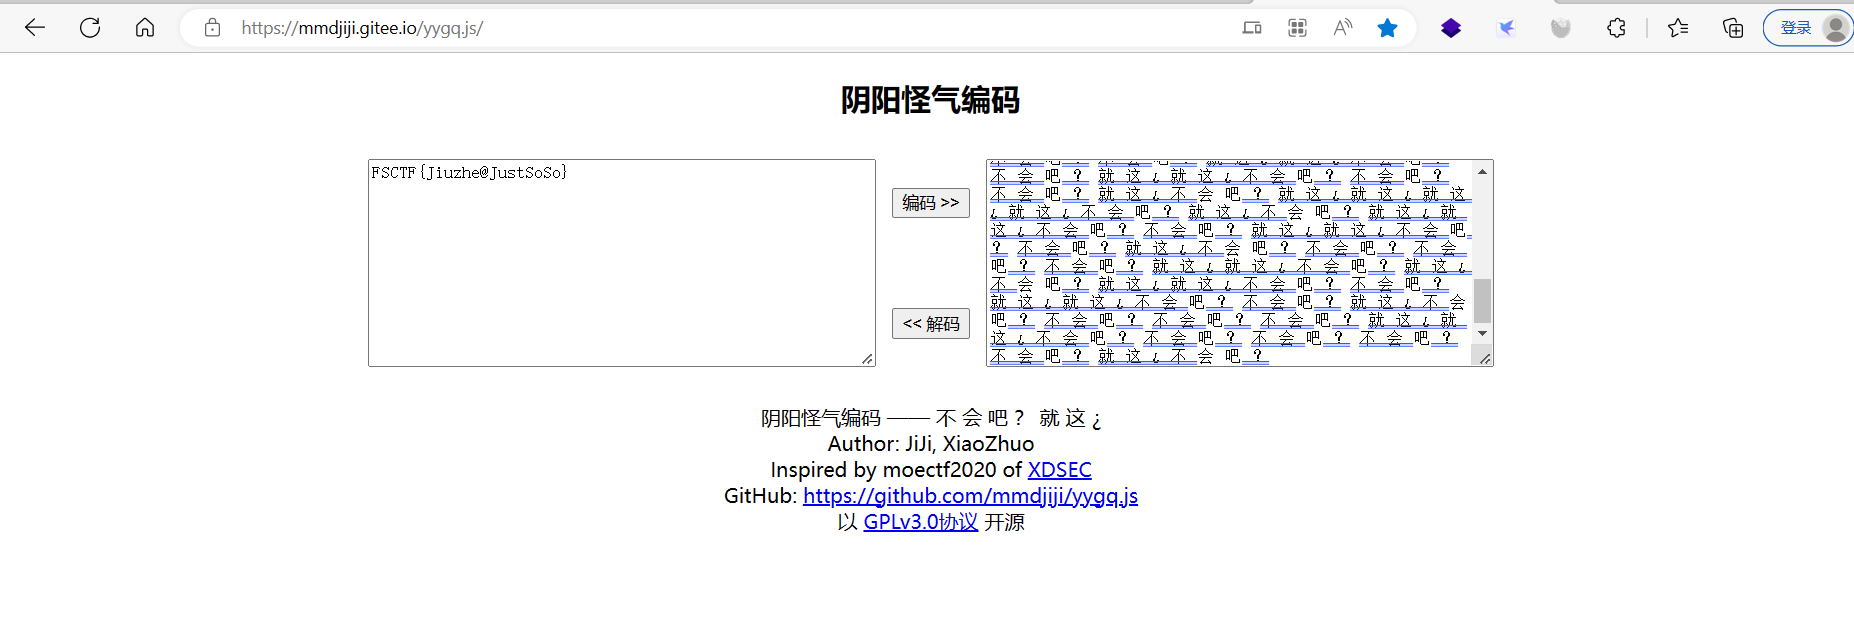 https://mmdjiji.gitee.io/yygq.js/
登录
阴阳怪气编码
FSCTF{Jiuzhe@JustSoSo}
编码 >>
<< 解码
不 会 吧 ？ 就 这 ¿ 就 这 ¿ 不 会 吧 ？ 不 会 吧 ？
不 会 吧 ？ 就 这 ¿ 不 会 吧 ？ 就 这 ¿ 就 这 ¿ 就 这
¿ 就 这 ¿ 不 会 吧 ？ 就 这 ¿ 不 会 吧 ？ 就 这 ¿ 就
这 ¿ 不 会 吧 ？ 不 会 吧 ？ 就 这 ¿ 就 这 ¿ 不 会 吧
？ 不 会 吧 ？ 就 这 ¿ 不 会 吧 ？ 不 会 吧 ？ 不 会
吧 ？ 不 会 吧 ？ 就 这 ¿ 就 这 ¿ 不 会 吧 ？ 就 这 ¿
不 会 吧 ？ 就 这 ¿ 就 这 ¿ 不 会 吧 ？ 不 会 吧 ？
就 这 ¿ 就 这 ¿ 不 会 吧 ？ 不 会 吧 ？ 就 这 ¿ 不 会
吧 ？ 不 会 吧 ？ 不 会 吧 ？ 不 会 吧 ？ 就 这 ¿ 就
这 ¿ 不 会 吧 ？ 不 会 吧 ？ 不 会 吧 ？ 不 会 吧 ？
不 会 吧 ？ 就 这 ¿ 不 会 吧 ？
阴阳怪气编码 —— 不 会 吧 ？ 就 这 ¿
Author: JiJi, XiaoZhuo
Inspired by moectf2020 of XDSEC
GitHub: https://github.com/mmdjiji/yygq.js
以 GPLv3.0协议 开源